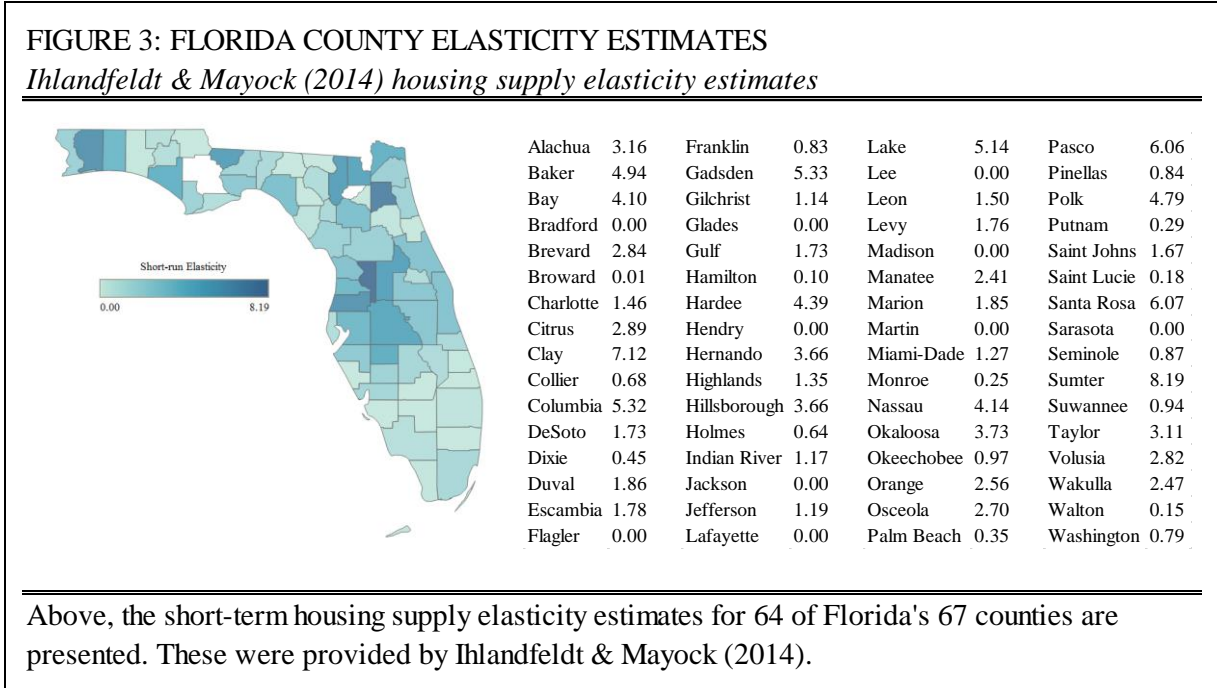 FIGURE 3: FLORIDA COUNTY ELASTICITY ESTIMATES
Ihlandfeldt & Mayock (2014) housing supply elasticity estimates
Short-run Elasticity
0.00 8.19
Alachua 3.16 Franklin 0.83 Lake 5.14 Pasco 6.06
Baker 4.94 Gadsden 5.33 Lee 0.00 Pinellas 0.84
Bay 4.10 Gilchrist 1.14 Leon 1.50 Polk 4.79
Bradford 0.00 Glades 0.00 Levy 1.76 Putnam 0.29
Brevard 2.84 Gulf 1.73 Madison 0.00 Saint Johns 1.67
Broward 0.01 Hamilton 0.10 Manatee 2.41 Saint Lucie 0.18
Charlotte 1.46 Hardee 4.39 Marion 1.85 Santa Rosa 6.07
Citrus 2.89 Hendry 0.00 Martin 0.00 Sarasota 0.00
Clay 7.12 Hernando 3.66 Miami-Dade 1.27 Seminole 0.87
Collier 0.68 Highlands 1.35 Monroe 0.25 Sumter 8.19
Columbia 5.32 Hillsborough 3.66 Nassau 4.14 Suwannee 0.94
DeSoto 1.73 Holmes 0.64 Okaloosa 3.73 Taylor 3.11
Dixie 0.45 Indian River 1.17 Okeechobee 0.97 Volusia 2.82
Duval 1.86 Jackson 0.00 Orange 2.56 Wakulla 2.47
Escambia 1.78 Jefferson 1.19 Osceola 2.70 Walton 0.15
Flagler 0.00 Lafayette 0.00 Palm Beach 0.35 Washington 0.79
Above, the short-term housing supply elasticity estimates for 64 of Florida's 67 counties are
presented. These were provided by Ihlandfeldt & Mayock (2014).